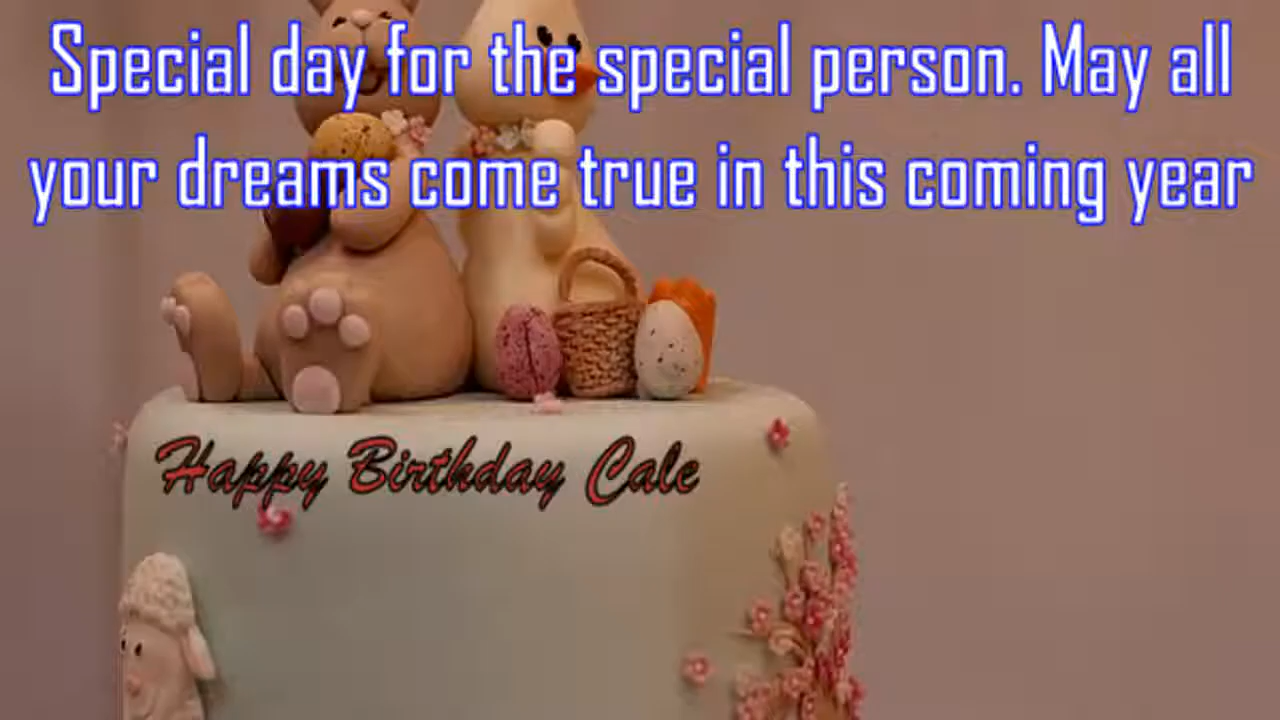 Special day for the special person. May all
your dreams come true in this coming year
Happy Birthday Cale